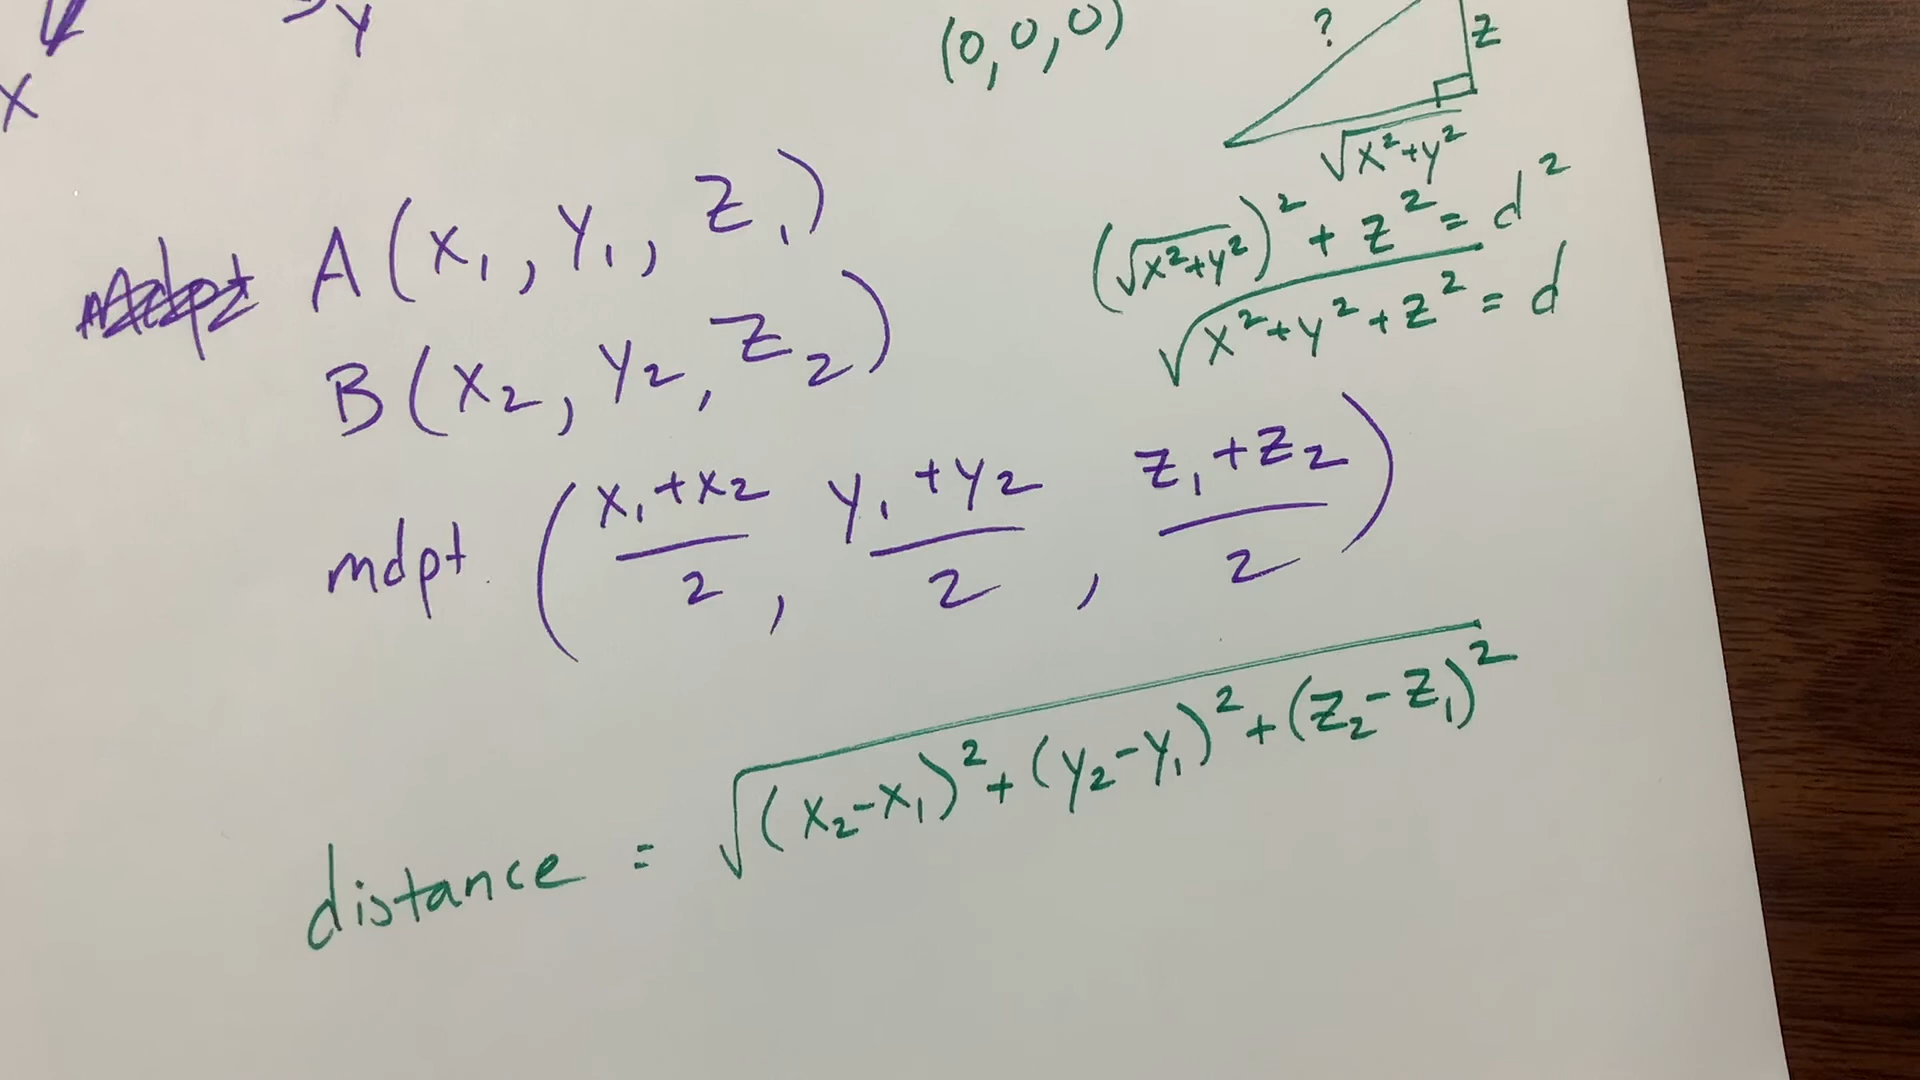 x y
(0,0,0)
? z
√x²+y²
(√x²+y²)² + z² = d²
√x²+y²+z² = d
A(x₁, y₁, z₁)
B(x₂, y₂, z₂)
mdpt (x₁+x₂/2, y₁+y₂/2, z₁+z₂/2)
distance = √(x₂-x₁)²+(y₂-y₁)²+(z₂-z₁)²